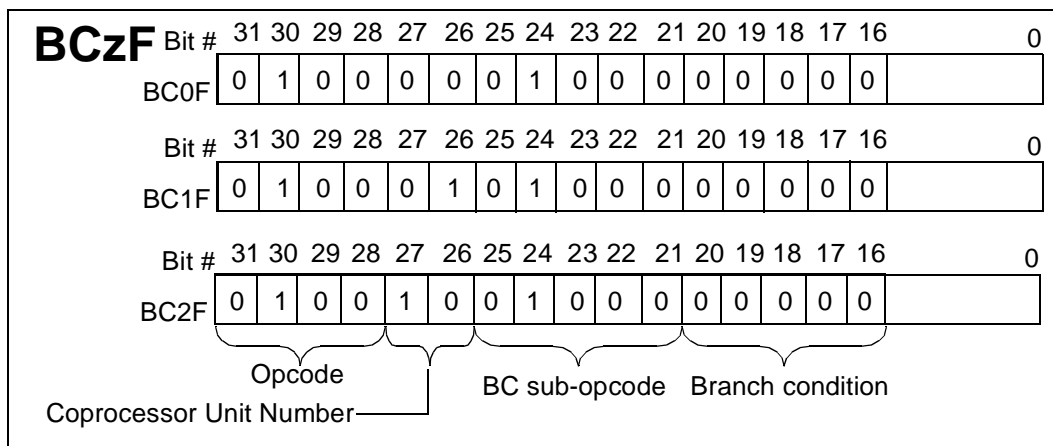 BCzF Bit # 31 30 29 28 27 26 25 24 23 22 21 20 19 18 17 16 0
BC0F 0 1 0 0 0 0 0 1 0 0 0 0 0 0 0 0
Bit # 31 30 29 28 27 26 25 24 23 22 21 20 19 18 17 16 0
BC1F 0 1 0 0 0 1 0 1 0 0 0 0 0 0 0 0
Bit # 31 30 29 28 27 26 25 24 23 22 21 20 19 18 17 16 0
BC2F 0 1 0 0 1 0 0 1 0 0 0 0 0 0 0 0
Opcode BC sub-opcode Branch condition
Coprocessor Unit Number